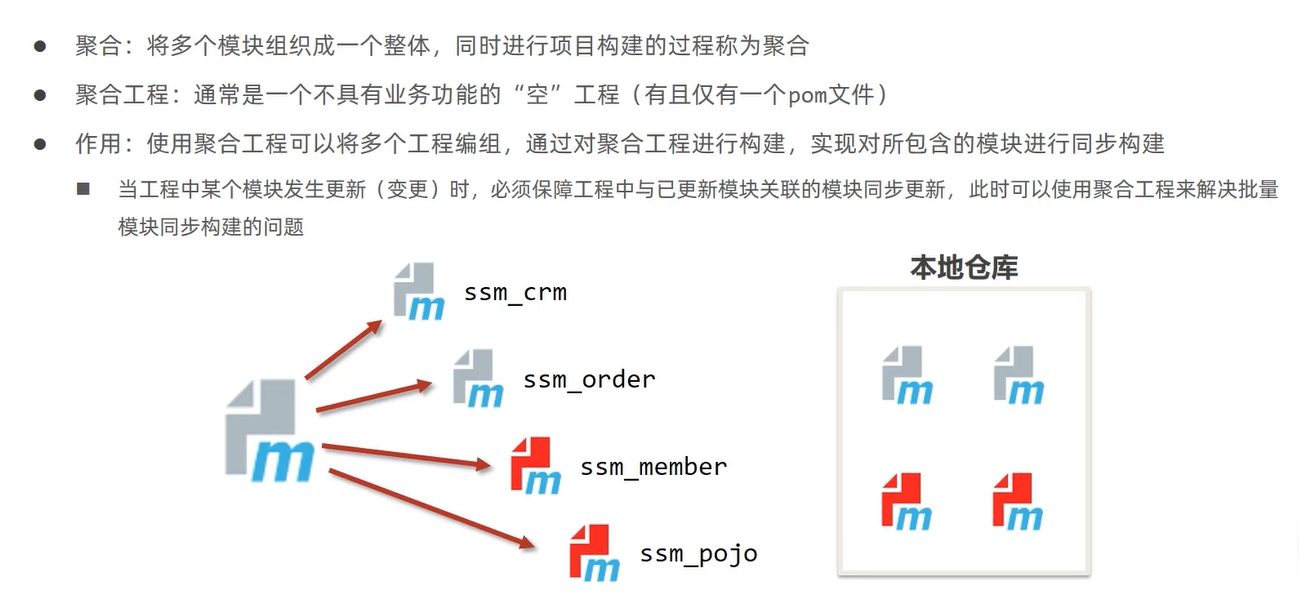 ● 聚合：将多个模块组织成一个整体，同时进行项目构建的过程称为聚合
● 聚合工程：通常是一个不具有业务功能的“空”工程（有且仅有一个pom文件）
● 作用：使用聚合工程可以将多个工程编组，通过对聚合工程进行构建，实现对所包含的模块进行同步构建
■ 当工程中某个模块发生更新（变更）时，必须保障工程中与已更新模块关联的模块同步更新，此时可以使用聚合工程来解决批量
模块同步构建的问题
本地仓库
m ssm_crm
m ssm_order
m m
m
m ssm_member
m m
m ssm_pojo